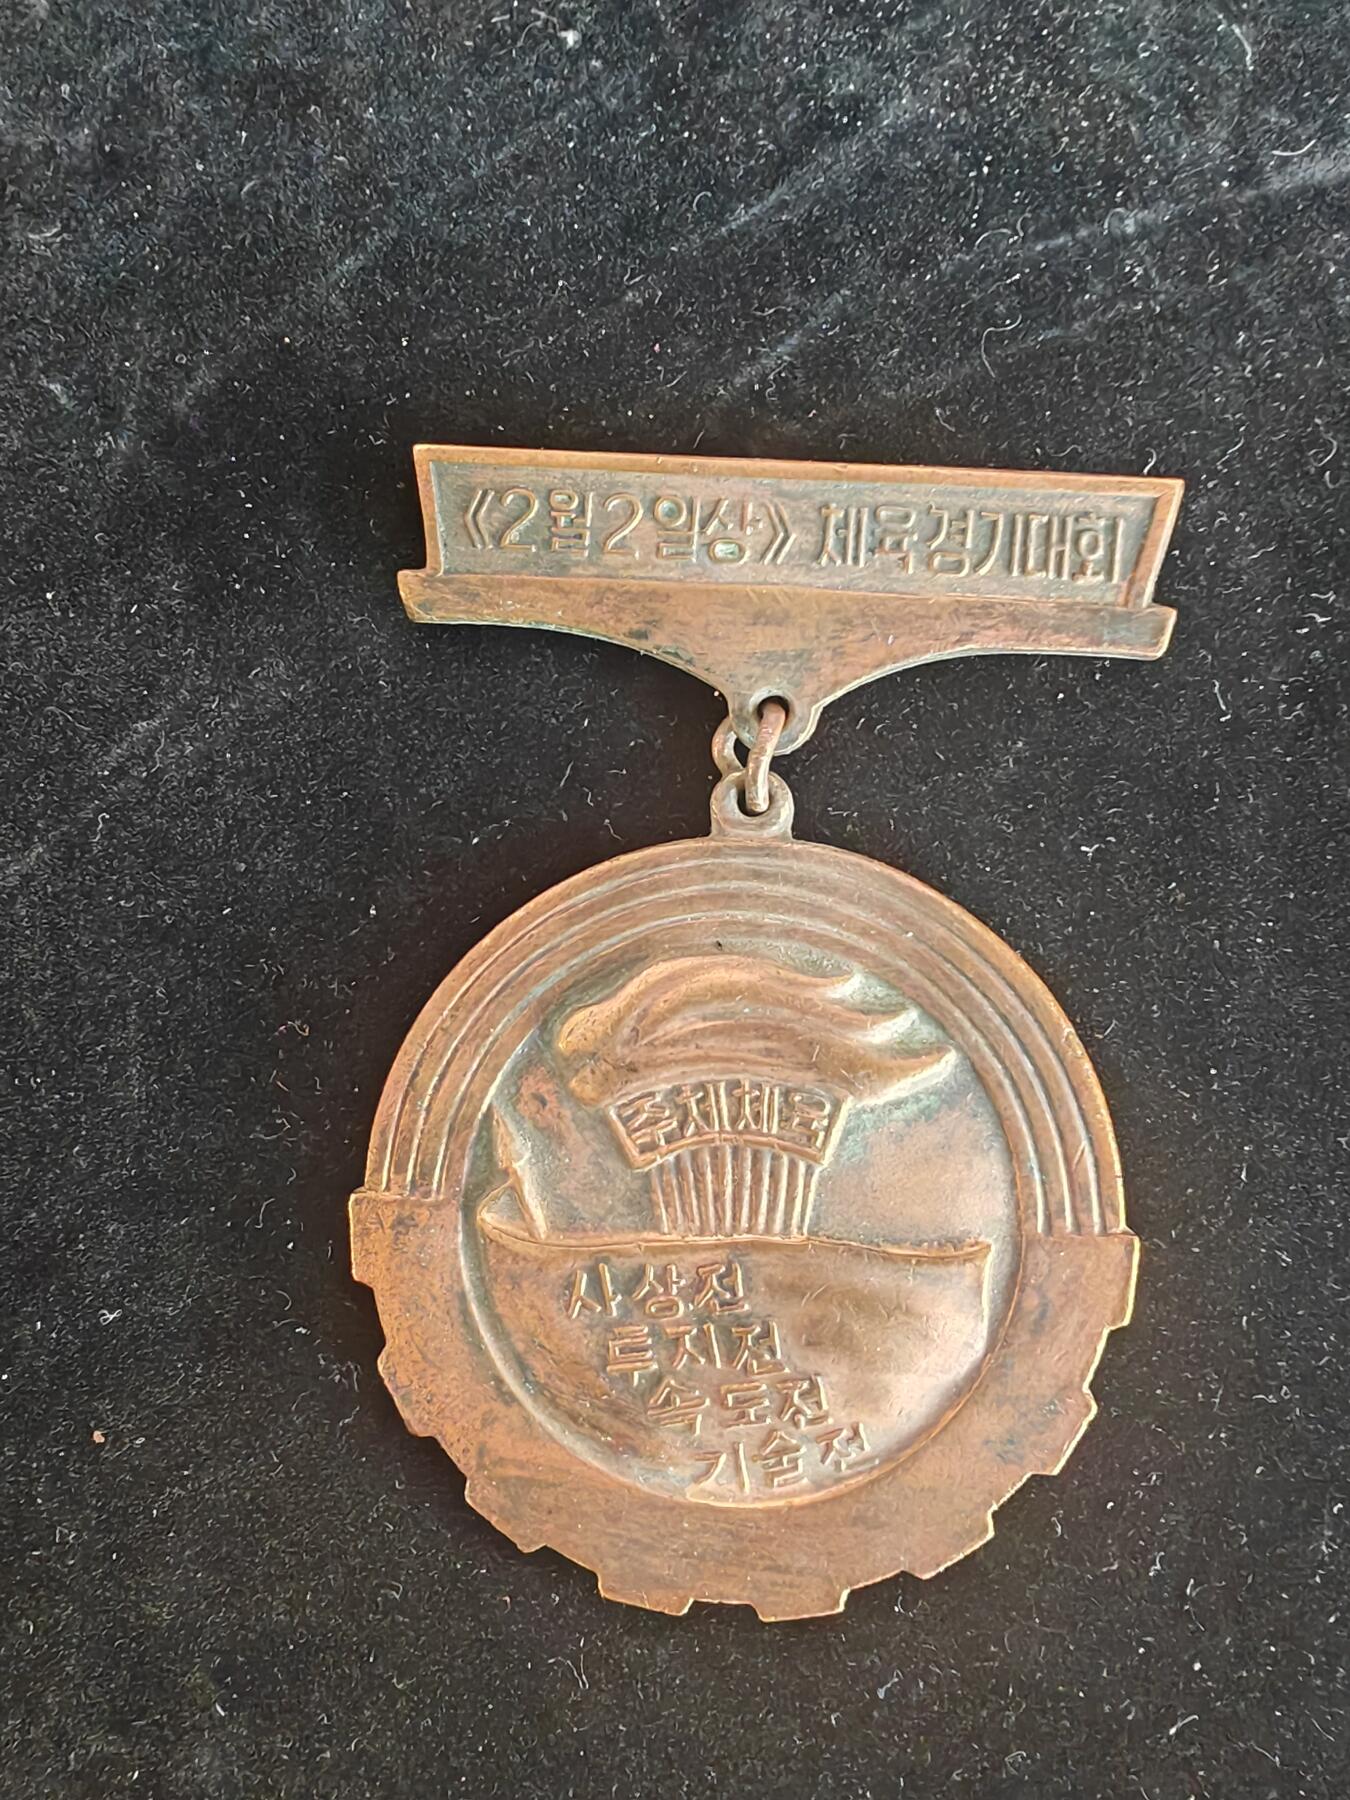 《2월2일상》 체육경기대회
주체체육
사상전
투지전
속도전
기술전